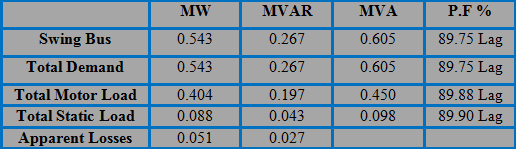 MW MVAR MVA P.F %
Swing Bus 0.543 0.267 0.605 89.75 Lag
Total Demand 0.543 0.267 0.605 89.75 Lag
Total Motor Load 0.404 0.197 0.450 89.88 Lag
Total Static Load 0.088 0.043 0.098 89.90 Lag
Apparent Losses 0.051 0.027